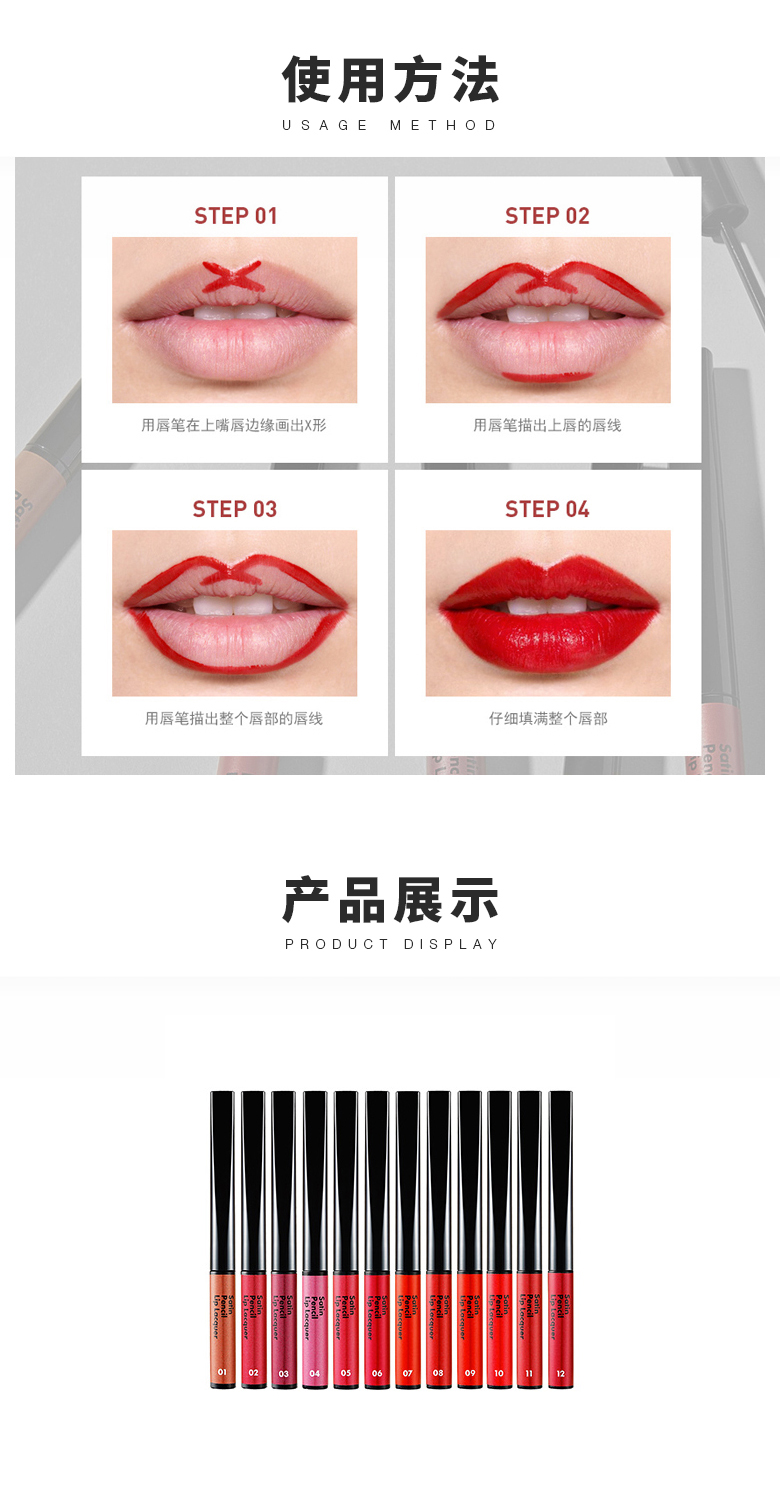 使用方法
USAGE METHOD
STEP 01
用唇笔在上嘴唇边缘画出X形
STEP 02
用唇笔描出上唇的唇线
STEP 03
用唇笔描出整个唇部的唇线
STEP 04
仔细填满整个唇部
产品展示
PRODUCT DISPLAY
Satin
Pencil
Lip Lacquer
01
Satin
Pencil
Lip Lacquer
02
Satin
Pencil
Lip Lacquer
03
Satin
Pencil
Lip Lacquer
04
Satin
Pencil
Lip Lacquer
05
Satin
Pencil
Lip Lacquer
06
Satin
Pencil
Lip Lacquer
07
Satin
Pencil
Lip Lacquer
08
Satin
Pencil
Lip Lacquer
09
Satin
Pencil
Lip Lacquer
10
Satin
Pencil
Lip Lacquer
11
Satin
Pencil
Lip Lacquer
12